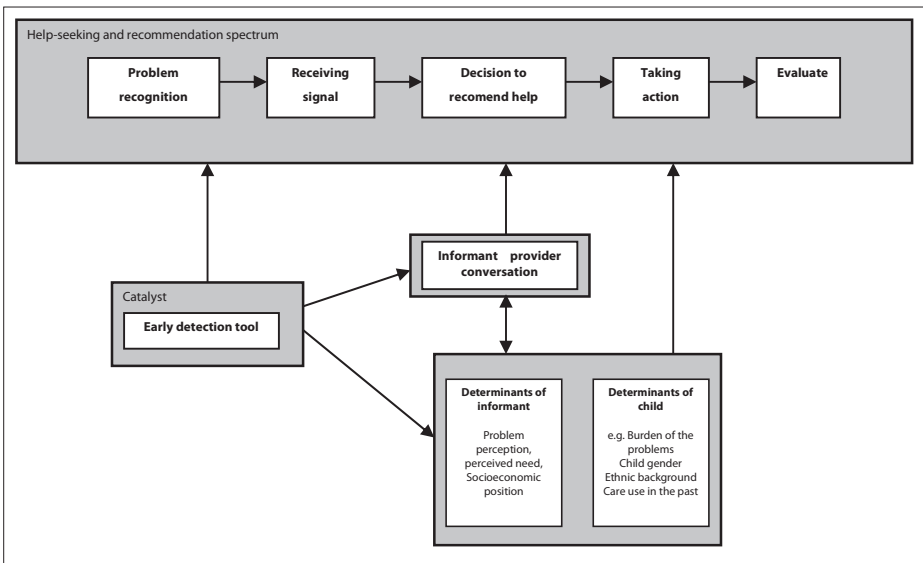 Help-seeking and recommendation spectrum
Problem
recognition
Receiving
signal
Decision to
recomend help
Taking
action
Evaluate
Informant provider
conversation
Catalyst
Early detection tool
Determinants of
informant
Problem
perception,
perceived need,
Socioeconomic
position
Determinants of
child
e.g. Burden of the
problems
Child gender
Ethnic background
Care use in the past